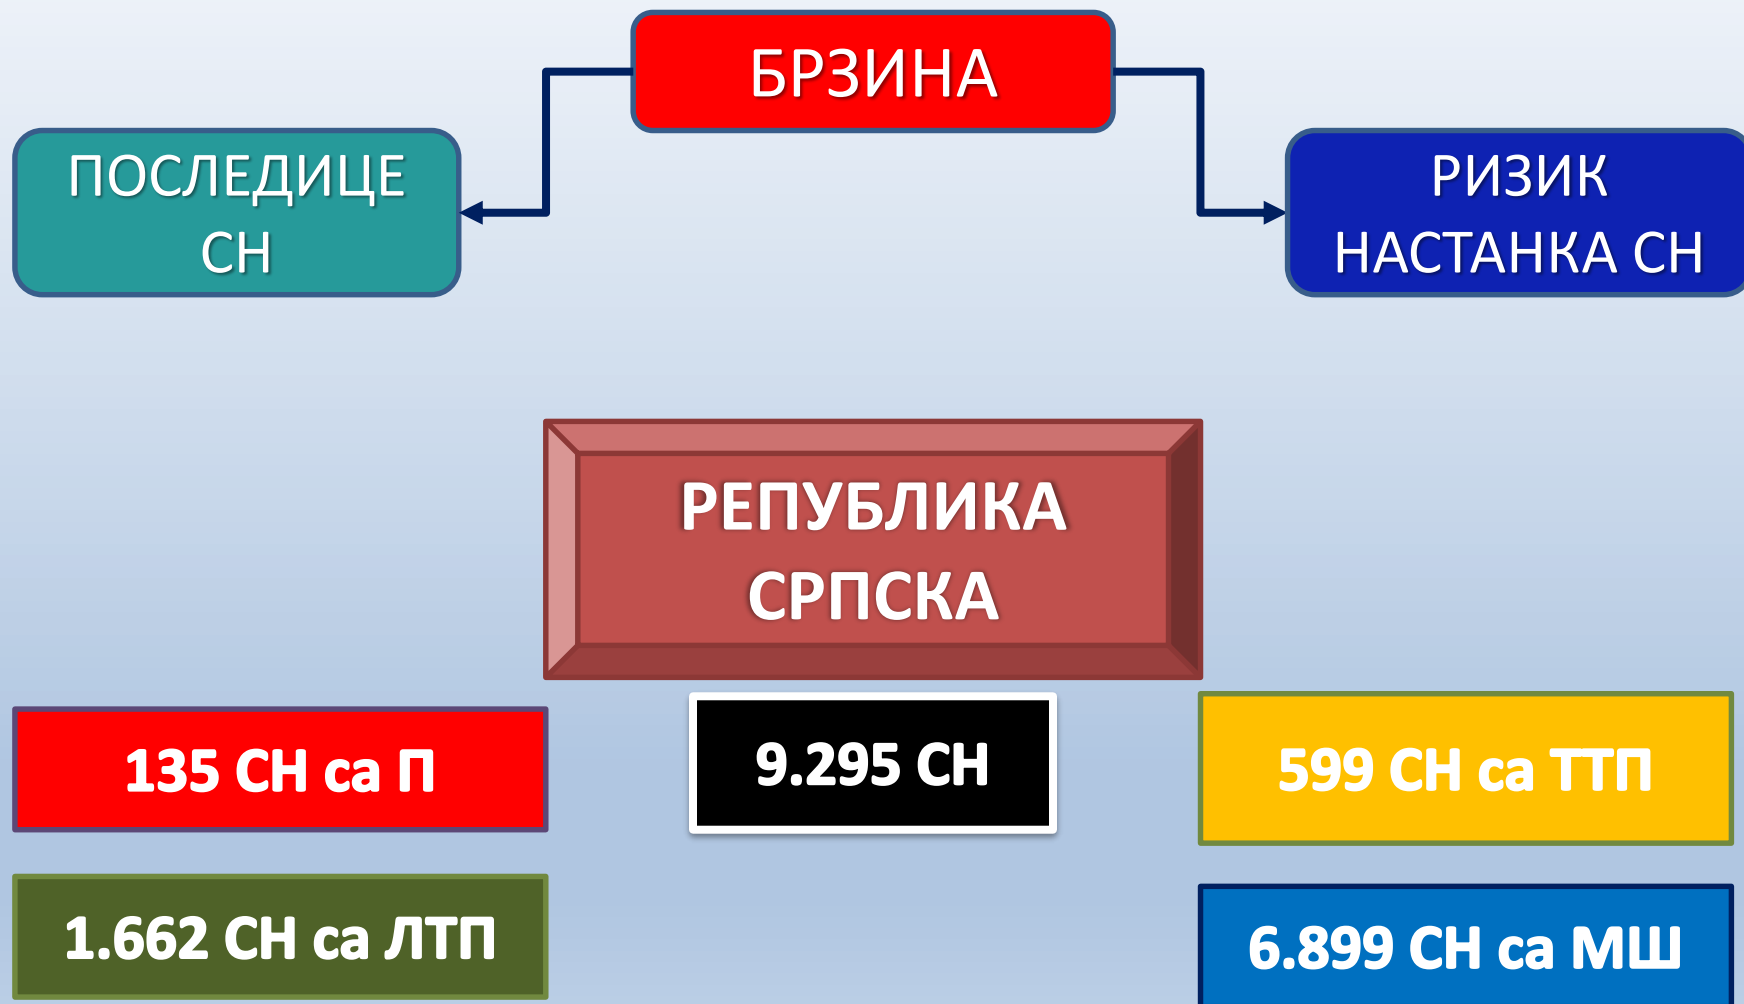 БРЗИНА
ПОСЛЕДИЦЕ
СН
РИЗИК
НАСТАНКА СН
РЕПУБЛИКА
СРПСКА
135 СН са П
9.295 СН
599 СН са ТТП
1.662 СН са ЛТП
6.899 СН са МШ